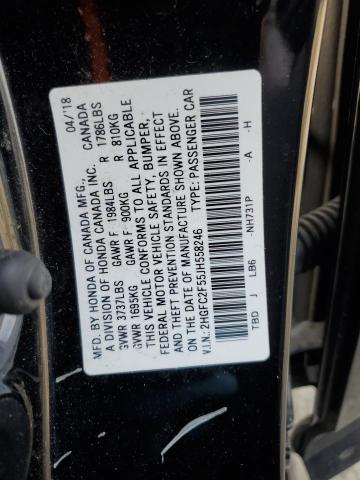 MFD. BY HONDA OF CANADA MFG., 04/18
A DIVISION OF HONDA CANADA INC. CANADA
GVWR 3737LBS GAWR F 1984LBS R 1786LBS
GVWR 1695KG GAWR F 900KG R 810KG
THIS VEHICLE CONFORMS TO ALL APPLICABLE
FEDERAL MOTOR VEHICLE SAFETY, BUMPER,
AND THEFT PREVENTION STANDARDS IN EFFECT
ON THE DATE OF MANUFACTURE SHOWN ABOVE.
V.I.N.: 2HGFC2F55JH558246 TYPE: PASSENGER CAR
TBD J LB6 -NH731P -A -H